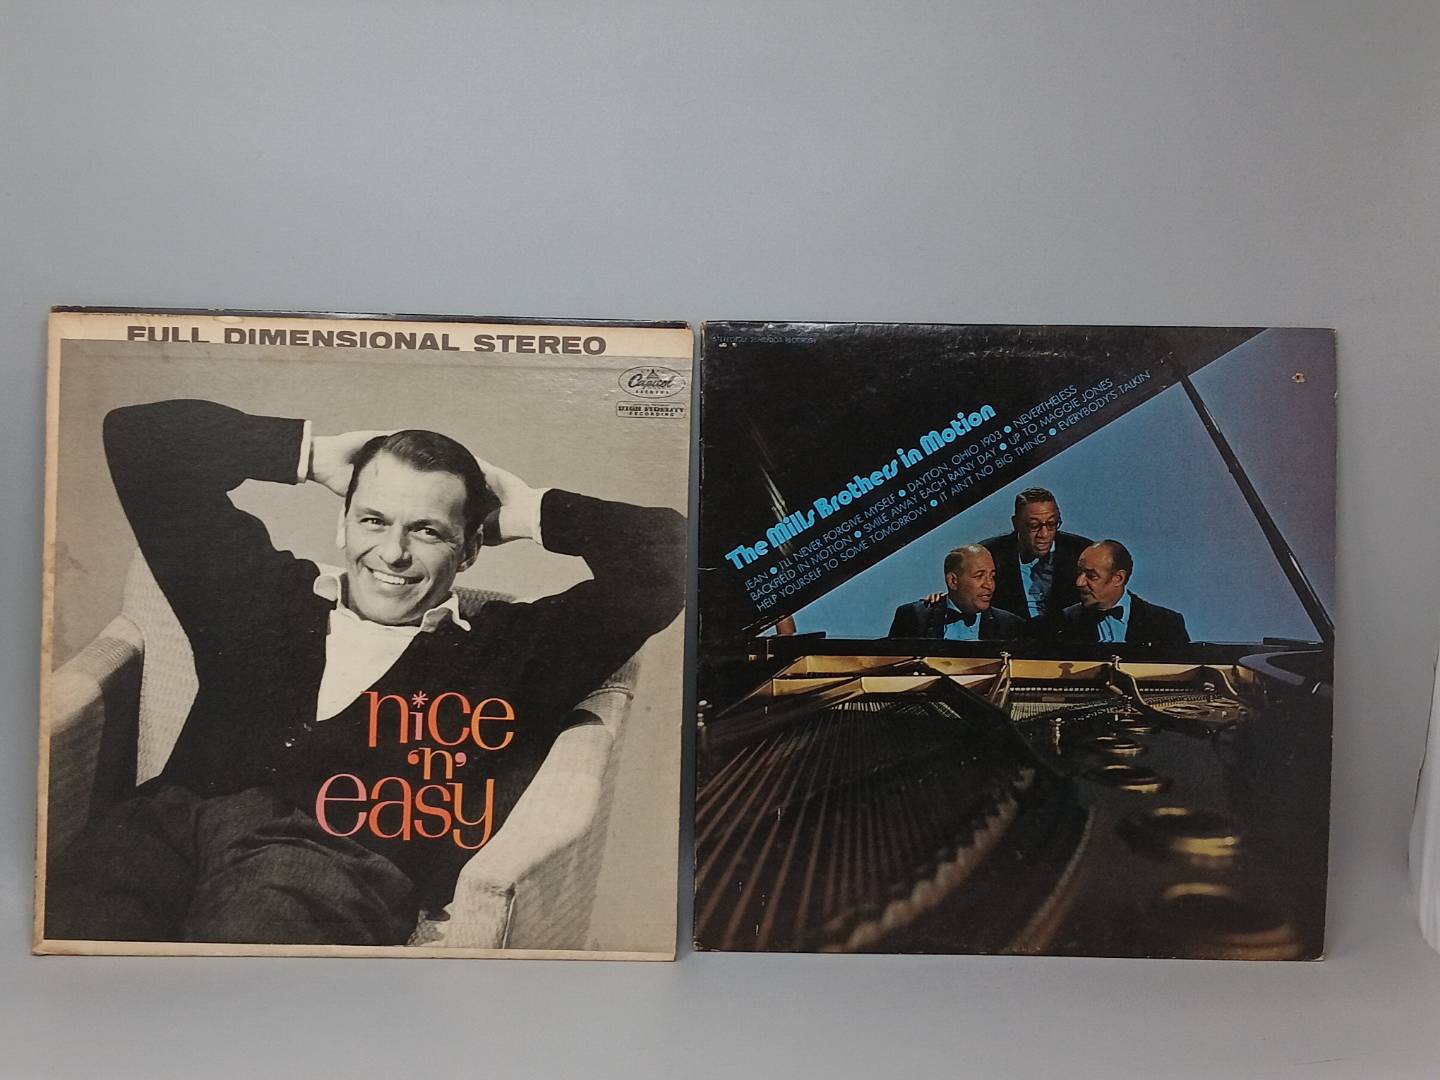 FULL DIMENSIONAL STEREO
Capitol
RECORDS
HIGH FIDELITY
RECORDING
nice
'n'
easy
The Mills Brothers in Motion
JEAN • I'LL NEVER FORGIVE MYSELF • DAYTON, OHIO 1903 • NEVERTHELESS
BACKFIELD IN MOTION • SMILE AWAY EACH RAINY DAY • UP TO MAGGIE JONES
HELP YOURSELF TO SOME TOMORROW • IT AIN'T NO BIG THING • EVERYBODY'S TALKIN'